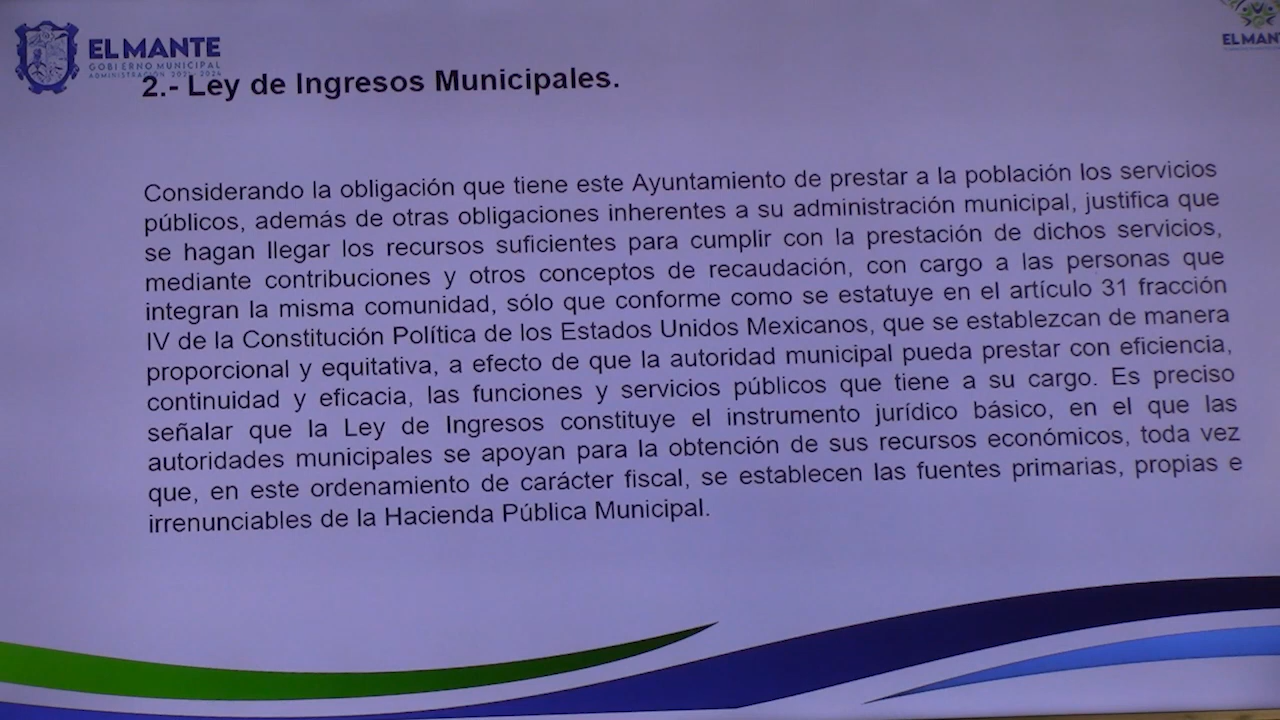 EL MANTE
GOBIERNO MUNICIPAL
ADMINISTRACIÓN 2021-2024
EL MANT
2.- Ley de Ingresos Municipales.
Considerando la obligación que tiene este Ayuntamiento de prestar a la población los servicios
públicos, además de otras obligaciones inherentes a su administración municipal, justifica que
se hagan llegar los recursos suficientes para cumplir con la prestación de dichos servicios,
mediante contribuciones y otros conceptos de recaudación, con cargo a las personas que
integran la misma comunidad, sólo que conforme como se estatuye en el artículo 31 fracción
IV de la Constitución Política de los Estados Unidos Mexicanos, que se establezcan de manera
proporcional y equitativa, a efecto de que la autoridad municipal pueda prestar con eficiencia,
continuidad y eficacia, las funciones y servicios públicos que tiene a su cargo. Es preciso
señalar que la Ley de Ingresos constituye el instrumento jurídico básico, en el que las
autoridades municipales se apoyan para la obtención de sus recursos económicos, toda vez
que, en este ordenamiento de carácter fiscal, se establecen las fuentes primarias, propias e
irrenunciables de la Hacienda Pública Municipal.